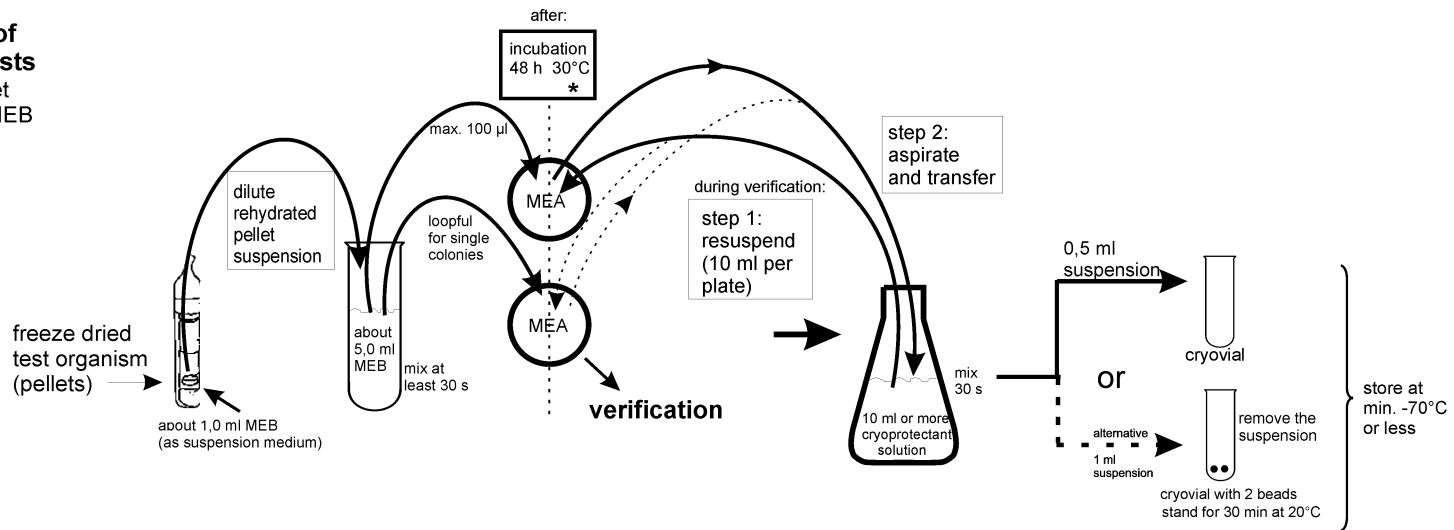 of
sts
et
MEB
after:
incubation
48 h 30°C
*
max. 100 µl
dilute
rehydrated
pellet
suspension
loopful
for single
colonies
MEA
MEA
during verification:
step 1:
resuspend
(10 ml per
plate)
step 2:
aspirate
and transfer
freeze dried
test organism
(pellets)
about 1,0 ml MEB
(as suspension medium)
about
5,0 ml
MEB
mix at
least 30 s
verification
10 ml or more
cryoprotectant
solution
mix
30 s
0,5 ml
suspension
cryovial
or
alternative
1 ml
suspension
remove the
suspension
cryovial with 2 beads
stand for 30 min at 20°C
store at
min. -70°C
or less